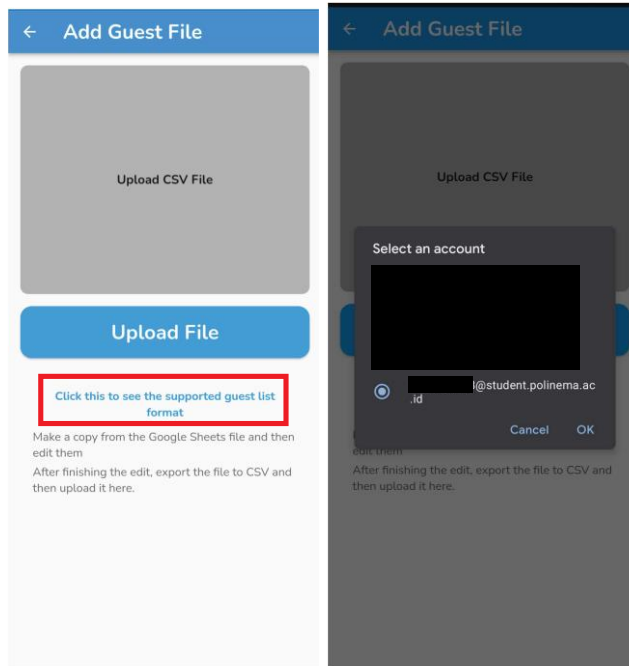 ← Add Guest File
Upload CSV File
Upload File
Click this to see the supported guest list
format
Make a copy from the Google Sheets file and then
edit them
After finishing the edit, export the file to CSV and
then upload it here.
← Add Guest File
Upload CSV File
Select an account
@student.polinema.ac
.id
Cancel OK
edit them
After finishing the edit, export the file to CSV and
then upload it here.